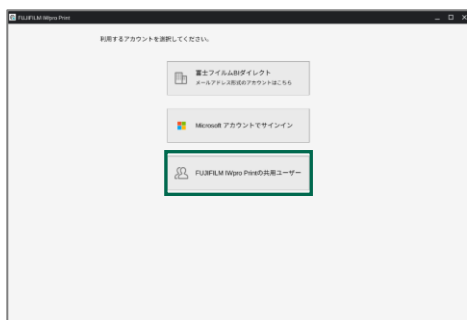 FUJIFILM IWpro Print
利用するアカウントを選択してください。
富士フイルムBIダイレクト
メールアドレス形式のアカウントはこちら
Microsoft アカウントでサインイン
FUJIFILM IWpro Printの共用ユーザー